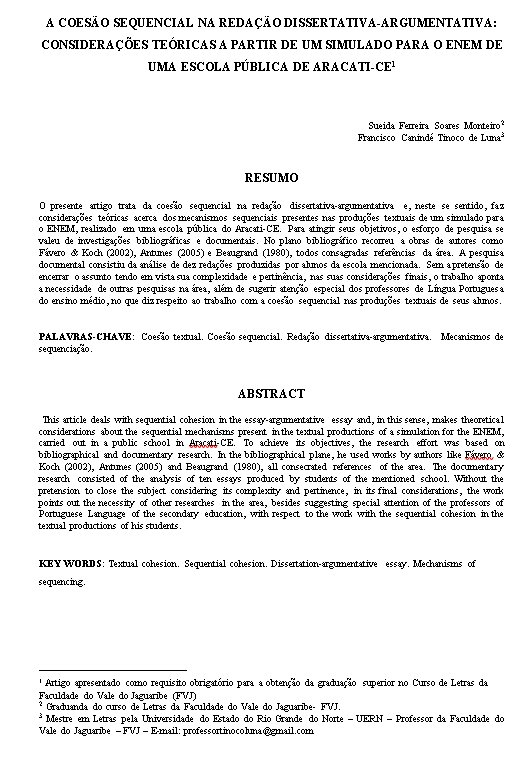 A COESÃO SEQUENCIAL NA REDAÇÃO DISSERTATIVA-ARGUMENTATIVA:
CONSIDERAÇÕES TEÓRICAS A PARTIR DE UM SIMULADO PARA O ENEM DE
UMA ESCOLA PÚBLICA DE ARACATI-CE¹
Sueida Ferreira Soares Monteiro²
Francisco Canindé Tinoco de Luna³
RESUMO
O presente artigo trata da coesão sequencial na redação dissertativa-argumentativa e, neste se sentido, faz
considerações teóricas acerca dos mecanismos sequenciais presentes nas produções textuais de um simulado para
o ENEM, realizado em uma escola pública do Aracati-CE. Para atingir seus objetivos, o esforço de pesquisa se
valeu de investigações bibliográficas e documentais. No plano bibliográfico recorreu a obras de autores como
Fávero & Koch (2002), Antunes (2005) e Beaugrand (1980), todos consagradas referências da área. A pesquisa
documental consistiu da análise de dez redações produzidas por alunos da escola mencionada. Sem a pretensão de
encerrar o assunto tendo em vista sua complexidade e pertinência, nas suas considerações finais, o trabalho aponta
a necessidade de outras pesquisas na área, além de sugerir atenção especial dos professores de Língua Portuguesa
do ensino médio, no que diz respeito ao trabalho com a coesão sequencial nas produções textuais de seus alunos.
PALAVRAS-CHAVE: Coesão textual. Coesão sequencial. Redação dissertativa-argumentativa. Mecanismos de
sequenciação.
ABSTRACT
This article deals with sequential cohesion in the essay-argumentative essay and, in this sense, makes theoretical
considerations about the sequential mechanisms present in the textual productions of a simulation for the ENEM,
carried out in a public school in Aracati-CE. To achieve its objectives, the research effort was based on
bibliographical and documentary research. In the bibliographical plane, he used works by authors like Fávero, &
Koch (2002), Antunes (2005) and Beaugrand (1980), all consecrated references of the area. The documentary
research consisted of the analysis of ten essays produced by students of the mentioned school. Without the
pretension to close the subject considering its complexity and pertinence, in its final considerations, the work
points out the necessity of other researches in the area, besides suggesting special attention of the professors of
Portuguese Language of the secondary education, with respect to the work with the sequential cohesion in the
textual productions of his students.
KEY WORDS: Textual cohesion. Sequential cohesion. Dissertation-argumentative essay. Mechanisms of
sequencing.
¹ Artigo apresentado como requisito obrigatório para a obtenção da graduação superior no Curso de Letras da
Faculdade do Vale do Jaguaribe (FVJ)
² Graduanda do curso de Letras da Faculdade do Vale do Jaguaribe- FVJ.
³ Mestre em Letras pela Universidade do Estado do Rio Grande do Norte – UERN – Professor da Faculdade do
Vale do Jaguaribe – FVJ – E-mail: professortinocoluna@gmail.com